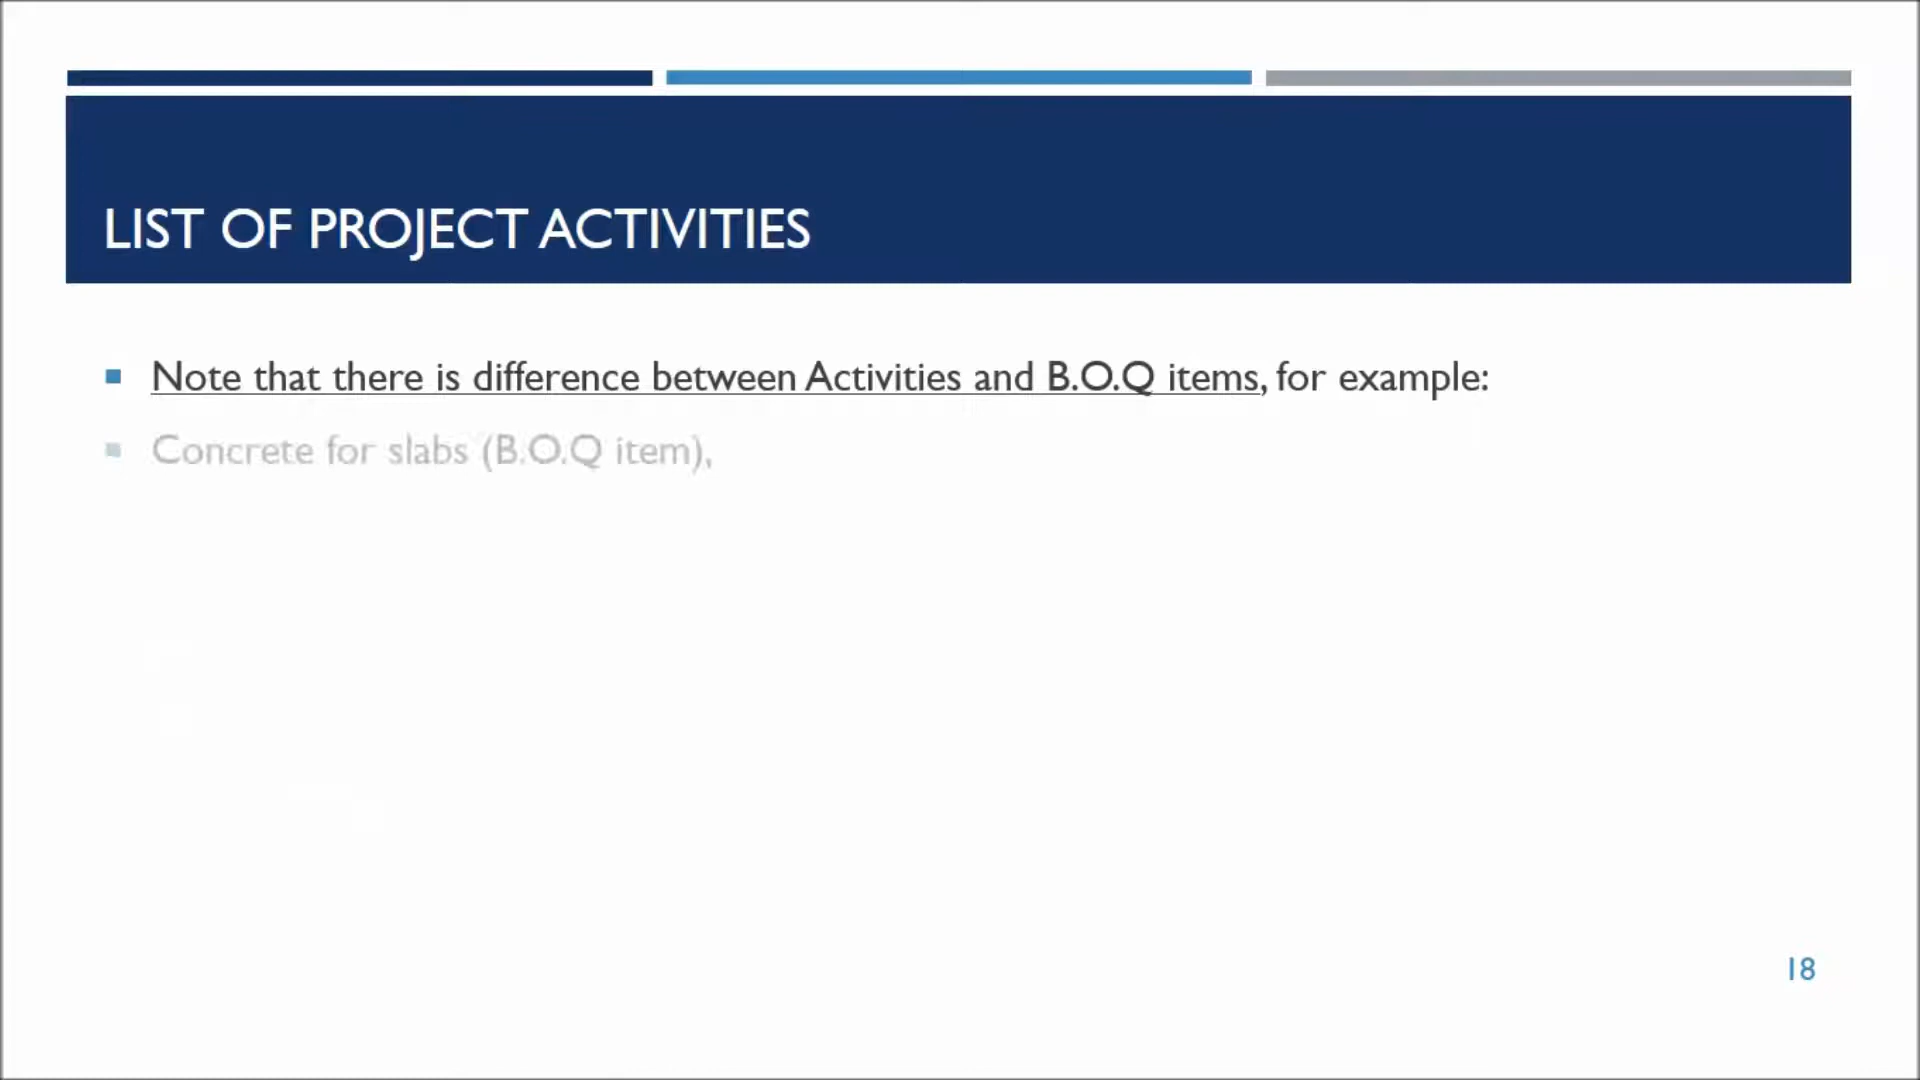 LIST OF PROJECT ACTIVITIES
Note that there is difference between Activities and B.O.Q items, for example:
Concrete for slabs (B.O.Q item),
18